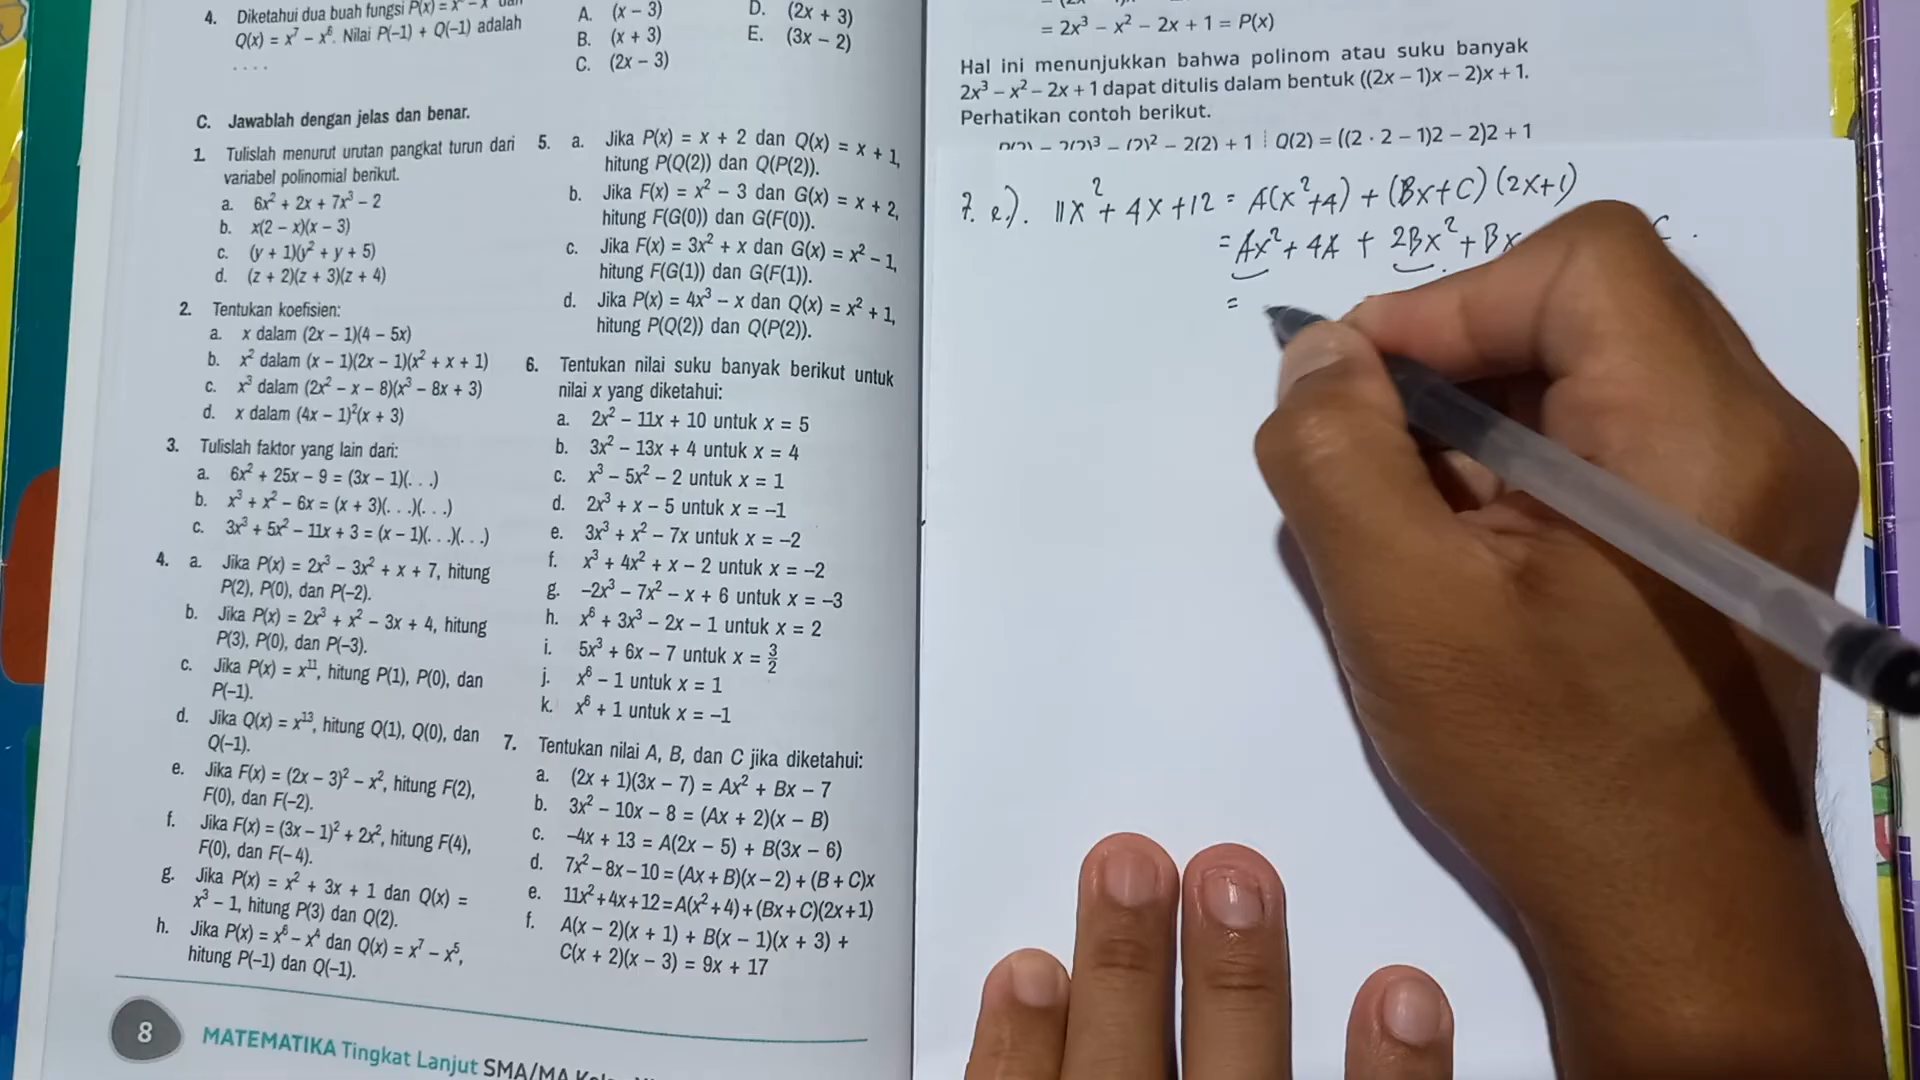 4. Diketahui dua buah fungsi P(x) =
Q(x) = x⁷ – x⁶. Nilai P(–1) + Q(–1) adalah
. . . .
A. (x – 3)
B. (x + 3)
C. (2x – 3)
D. (2x + 3)
E. (3x – 2)
C. Jawablah dengan jelas dan benar.
1. Tulislah menurut urutan pangkat turun dari
variabel polinomial berikut.
a. 6x² + 2x + 7x³ – 2
b. x(2 – x)(x – 3)
c. (y + 1)(y² + y + 5)
d. (z + 2)(z + 3)(z + 4)
2. Tentukan koefisien:
a. x dalam (2x – 1)(4 – 5x)
b. x² dalam (x – 1)(2x – 1)(x² + x + 1)
c. x³ dalam (2x² – x – 8)(x³ – 8x + 3)
d. x dalam (4x – 1)²(x + 3)
3. Tulislah faktor yang lain dari:
a. 6x² + 25x – 9 = (3x – 1)(. . .)
b. x³ + x² – 6x = (x + 3)(. . .)(. . .)
c. 3x³ + 5x² – 11x + 3 = (x – 1)(. . .)(. . .)
4. a. Jika P(x) = 2x³ – 3x² + x + 7, hitung
P(2), P(0), dan P(–2).
b. Jika P(x) = 2x³ + x² – 3x + 4, hitung
P(3), P(0), dan P(–3).
c. Jika P(x) = x¹¹, hitung P(1), P(0), dan
P(–1).
d. Jika Q(x) = x¹³, hitung Q(1), Q(0), dan
Q(–1).
e. Jika F(x) = (2x – 3)² – x², hitung F(2),
F(0), dan F(–2).
f. Jika F(x) = (3x – 1)² + 2x², hitung F(4),
F(0), dan F(– 4).
g. Jika P(x) = x² + 3x + 1 dan Q(x) =
x³ – 1, hitung P(3) dan Q(2).
h. Jika P(x) = x⁶ – x⁴ dan Q(x) = x⁷ – x⁵,
hitung P(–1) dan Q(–1).
5. a. Jika P(x) = x + 2 dan Q(x) = x + 1,
hitung P(Q(2)) dan Q(P(2)).
b. Jika F(x) = x² – 3 dan G(x) = x + 2,
hitung F(G(0)) dan G(F(0)).
c. Jika F(x) = 3x² + x dan G(x) = x² – 1,
hitung F(G(1)) dan G(F(1)).
d. Jika P(x) = 4x³ – x dan Q(x) = x² + 1,
hitung P(Q(2)) dan Q(P(2)).
6. Tentukan nilai suku banyak berikut untuk
nilai x yang diketahui:
a. 2x² – 11x + 10 untuk x = 5
b. 3x² – 13x + 4 untuk x = 4
c. x³ – 5x² – 2 untuk x = 1
d. 2x³ + x – 5 untuk x = –1
e. 3x³ + x² – 7x untuk x = –2
f. x³ + 4x² + x – 2 untuk x = –2
g. –2x³ – 7x² – x + 6 untuk x = –3
h. x⁶ + 3x³ – 2x – 1 untuk x = 2
i. 5x³ + 6x – 7 untuk x = 3/2
j. x⁶ – 1 untuk x = 1
k. x⁶ + 1 untuk x = –1
7. Tentukan nilai A, B, dan C jika diketahui:
a. (2x + 1)(3x – 7) = Ax² + Bx – 7
b. 3x² – 10x – 8 = (Ax + 2)(x – B)
c. –4x + 13 = A(2x – 5) + B(3x – 6)
d. 7x² – 8x – 10 = (Ax + B)(x – 2) + (B + C)x
e. 11x² + 4x + 12 = A(x² + 4) + (Bx + C)(2x + 1)
f. A(x – 2)(x + 1) + B(x – 1)(x + 3) +
C(x + 2)(x – 3) = 9x + 17
8 MATEMATIKA Tingkat Lanjut SMA/MA
= 2x³ – x² – 2x + 1 = P(x)
Hal ini menunjukkan bahwa polinom atau suku banyak
2x³ – x² – 2x + 1 dapat ditulis dalam bentuk ((2x – 1)x – 2)x + 1.
Perhatikan contoh berikut.
P(2) = 2(2)³ – (2)² – 2(2) + 1 Q(2) = ((2 · 2 – 1)2 – 2)2 + 1
7. e.). 11x² + 4x + 12 = A(x² + 4) + (Bx + C) (2x + 1)
= Ax² + 4A + 2Bx² + Bx C .
=